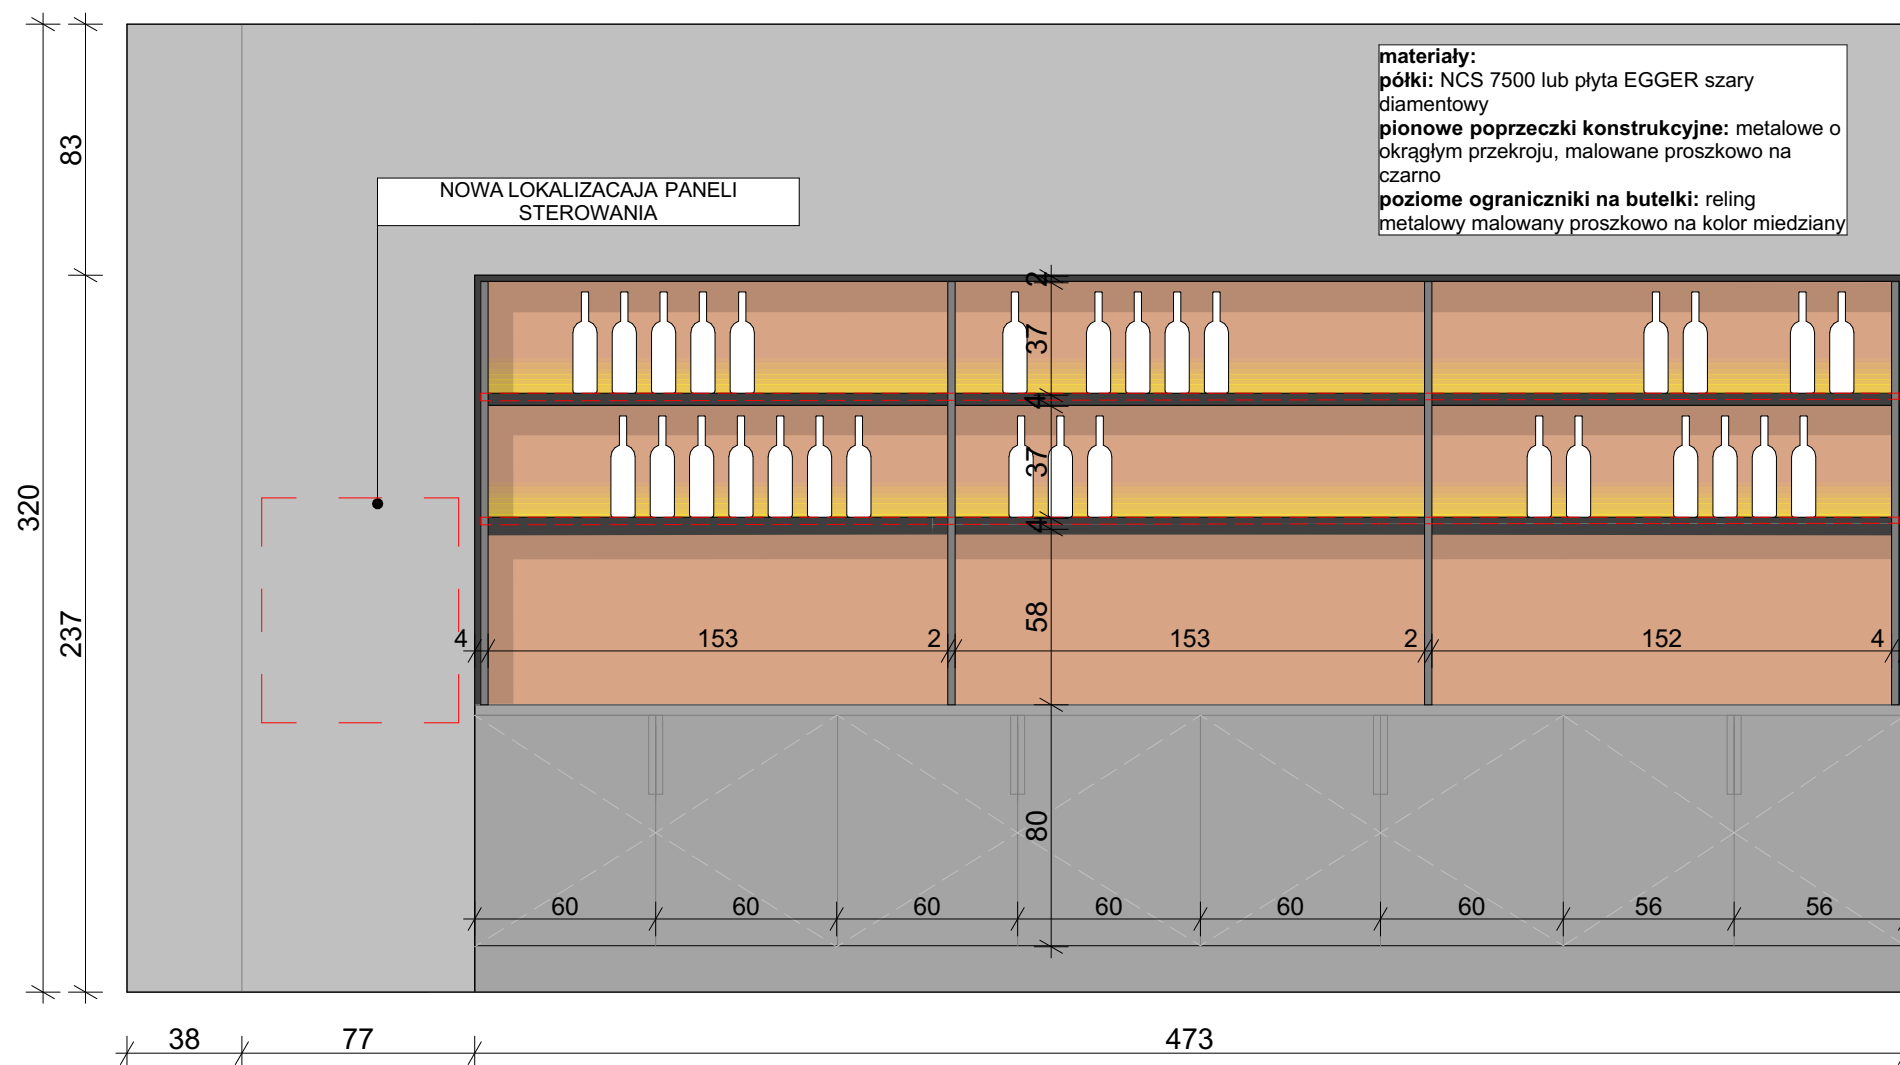 materiały:
półki: NCS 7500 lub płyta EGGER szary
diamentowy
pionowe poprzeczki konstrukcyjne: metalowe o
okrągłym przekroju, malowane proszkowo na
czarno
poziome ograniczniki na butelki: reling
metalowy malowany proszkowo na kolor miedziany
NOWA LOKALIZACAJA PANELI
STEROWANIA
83
320
237
2
37
4
37
4
58
80
4 153 2 153 2 152 4
60 60 60 60 60 60 56 56
38 77 473